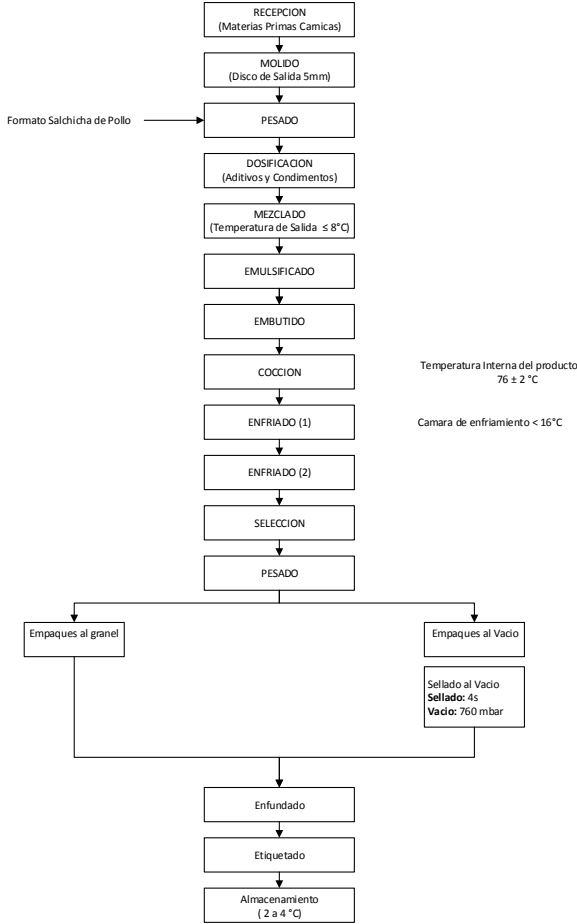 RECEPCION
(Materias Primas Camicas)
MOLIDO
(Disco de Salida 5mm)
Formato Salchicha de Pollo
PESADO
DOSIFICACION
(Aditivos y Condimentos)
MEZCLADO
(Temperatura de Salida ≤ 8°C)
EMULSIFICADO
EMBUTIDO
COCCION
Temperatura Interna del producto
76 ± 2 °C
ENFRIADO (1)
Camara de enfriamiento < 16°C
ENFRIADO (2)
SELECCION
PESADO
Empaques al granel
Empaques al Vacio
Sellado al Vacio
Sellado: 4s
Vacio: 760 mbar
Enfundado
Etiquetado
Almacenamiento
( 2 a 4 °C)